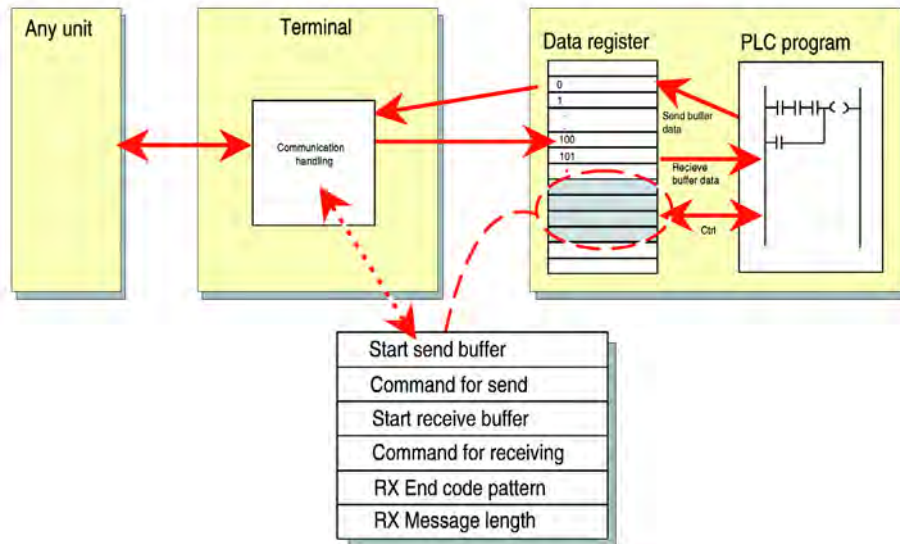 Any unit
Terminal
Data register
PLC program
0
1
Send buffer
data
Communication
handling
100
101
Recieve
buffer data
Ctrl
Start send buffer
Command for send
Start receive buffer
Command for receiving
RX End code pattern
RX Message length